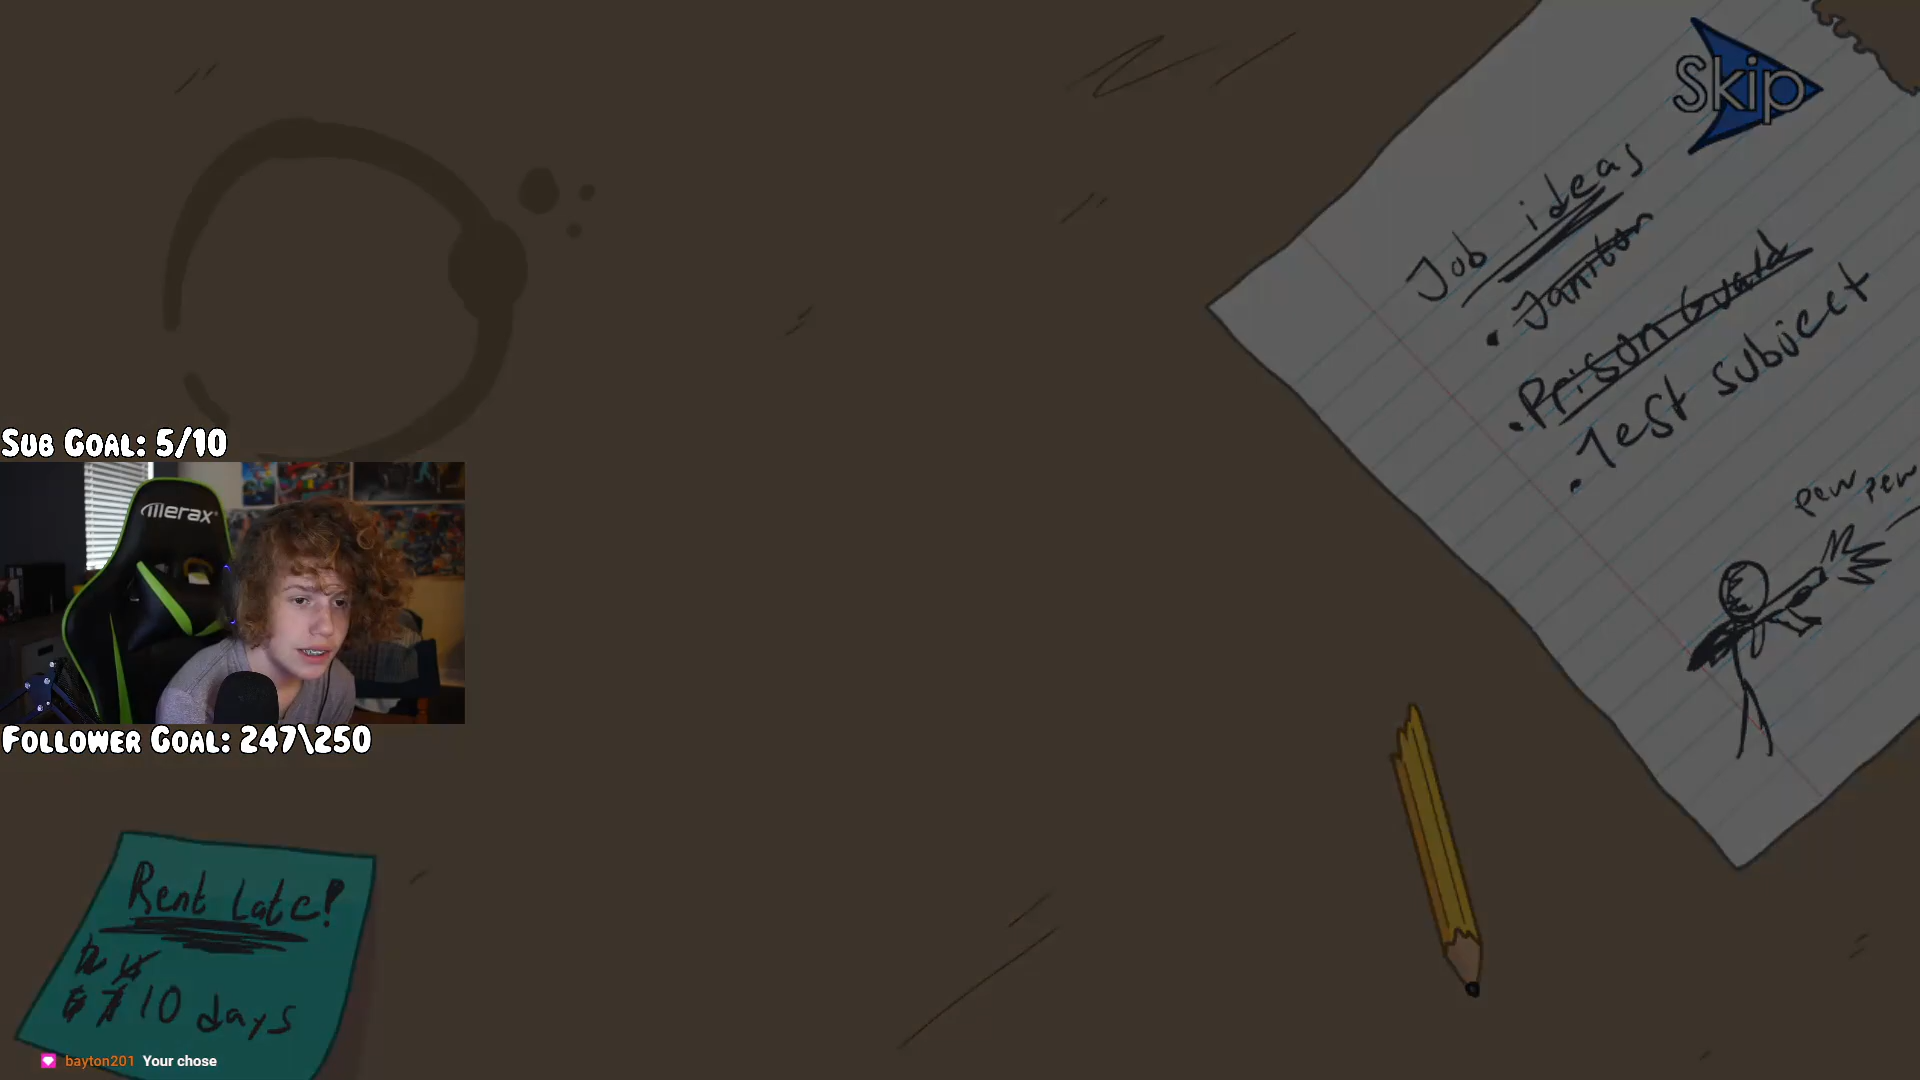 Skip
Job ideas
• Janitor
• Prison Guard
• Test subject
pew pew
Sub Goal: 5/10
merax
Follower Goal: 247\250
Rent Late!
10 days
bayton201 Your chose